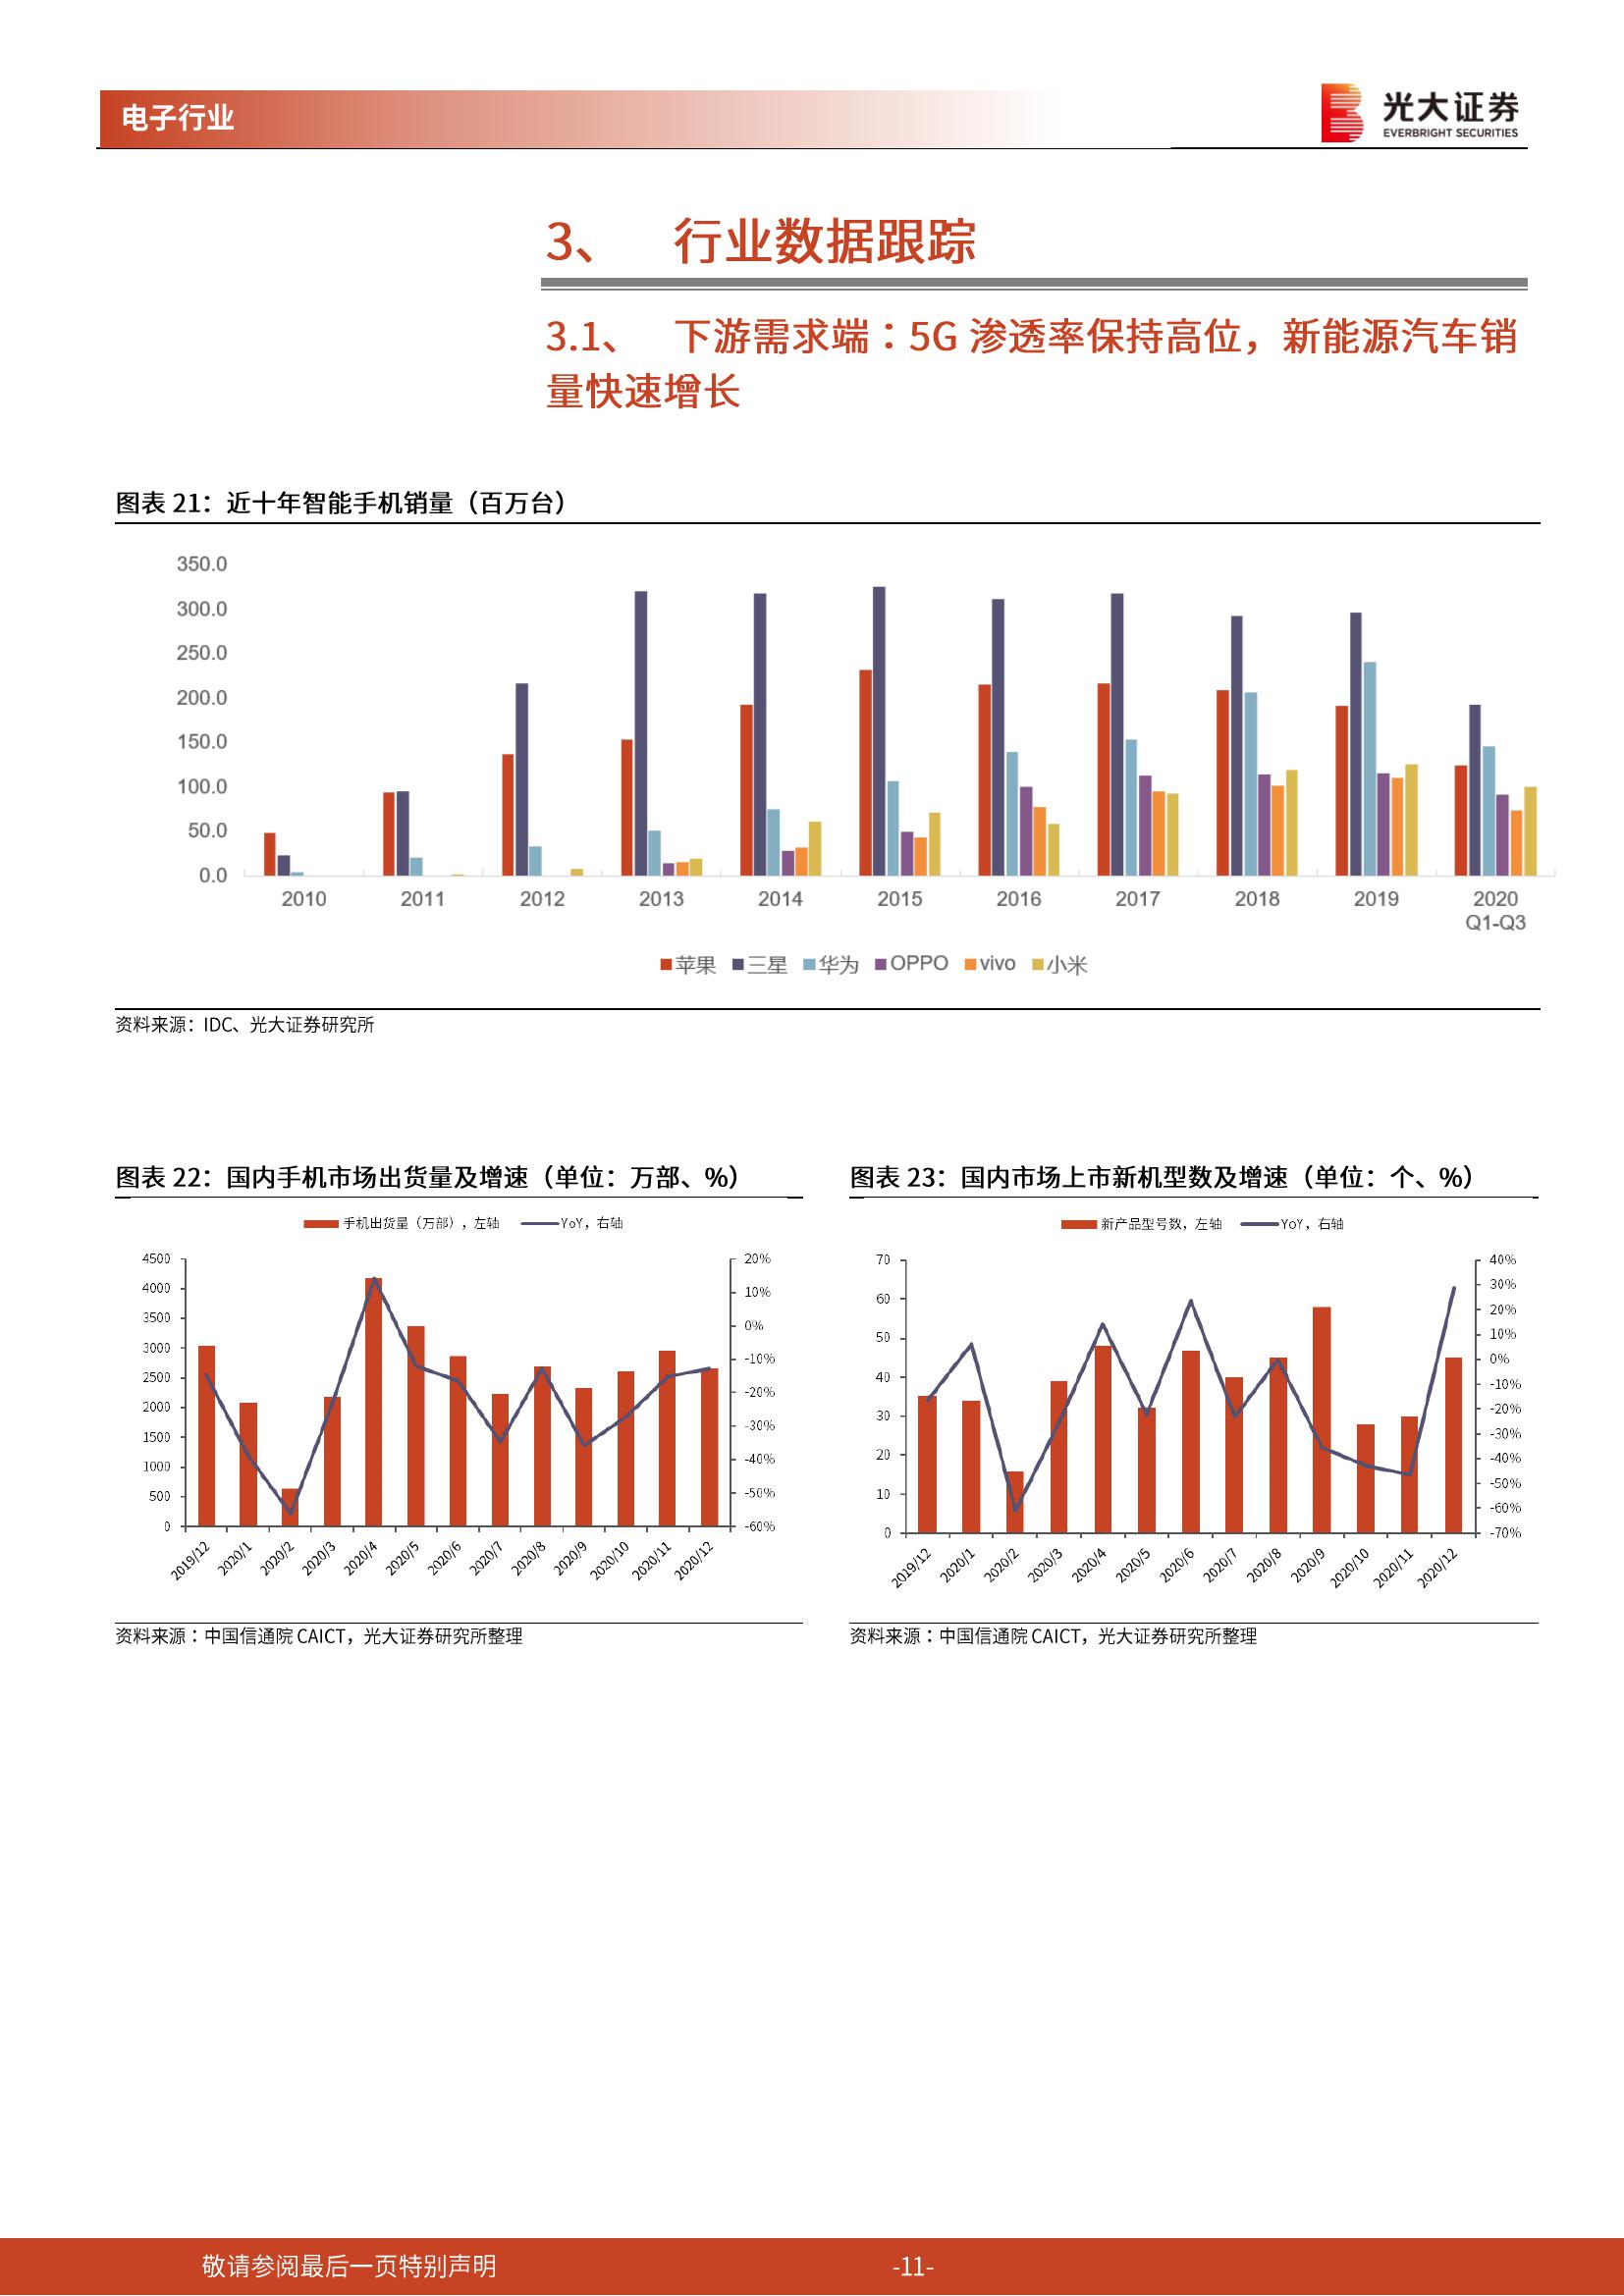 电子行业
光大证券
EVERBRIGHT SECURITIES
3、 行业数据跟踪
3.1、 下游需求端：5G 渗透率保持高位，新能源汽车销
量快速增长
图表 21：近十年智能手机销量（百万台）
350.0
300.0
250.0
200.0
150.0
100.0
50.0
0.0
2010 2011 2012 2013 2014 2015 2016 2017 2018 2019 2020
Q1-Q3
苹果 三星 华为 OPPO vivo 小米
资料来源：IDC、光大证券研究所
图表 22：国内手机市场出货量及增速（单位：万部、%）
手机出货量（万部），左轴 YoY，右轴
4500 20%
4000 10%
3500 0%
3000 -10%
2500 -20%
2000 -30%
1500 -40%
1000 -50%
500 -60%
0
2019/12 2020/1 2020/2 2020/3 2020/4 2020/5 2020/6 2020/7 2020/8 2020/9 2020/10 2020/11 2020/12
资料来源：中国信通院 CAICT，光大证券研究所整理
图表 23：国内市场上市新机型数及增速（单位：个、%）
新产品型号数，左轴 YoY，右轴
70 40%
60 30%
50 20%
40 10%
30 0%
20 -10%
10 -20%
0 -30%
-40%
-50%
-60%
-70%
2019/12 2020/1 2020/2 2020/3 2020/4 2020/5 2020/6 2020/7 2020/8 2020/9 2020/10 2020/11 2020/12
资料来源：中国信通院 CAICT，光大证券研究所整理
敬请参阅最后一页特别声明 -11-